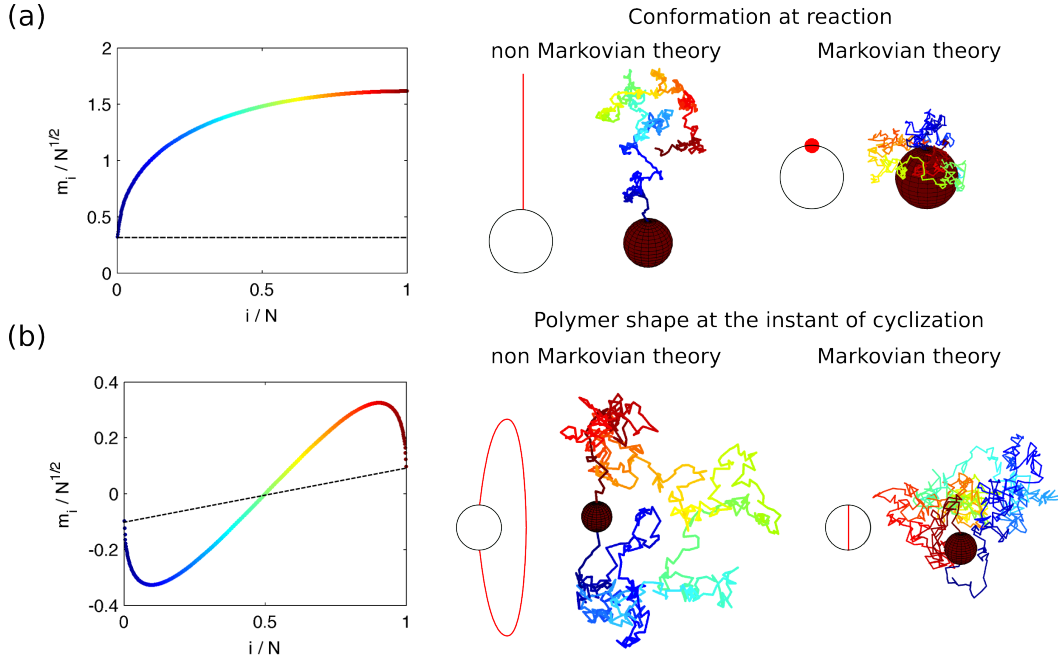 (a)
Conformation at reaction
non Markovian theory
Markovian theory
2
1.5
1
0.5
0
m_i / N^{1/2}
0
0.5
1
i / N
(b)
Polymer shape at the instant of cyclization
non Markovian theory
Markovian theory
0.4
0.2
0
-0.2
-0.4
m_i / N^{1/2}
0
0.5
1
i / N